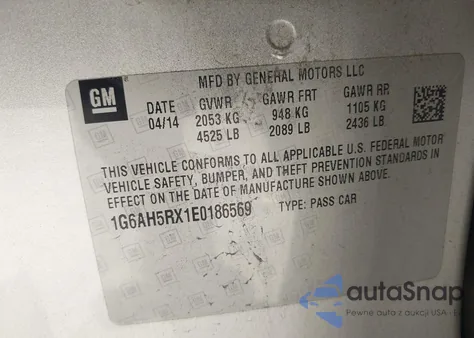 GM
MFD BY GENERAL MOTORS LLC
DATE GVWR GAWR FRT GAWR RR
04/14 2053 KG 948 KG 1105 KG
4525 LB 2089 LB 2436 LB
THIS VEHICLE CONFORMS TO ALL APPLICABLE U.S. FEDERAL MOTOR
VEHICLE SAFETY, BUMPER, AND THEFT PREVENTION STANDARDS IN
EFFECT ON THE DATE OF MANUFACTURE SHOWN ABOVE.
1G6AH5RX1E0186569 TYPE: PASS CAR
autoSnap
Pewne auta z aukcji USA